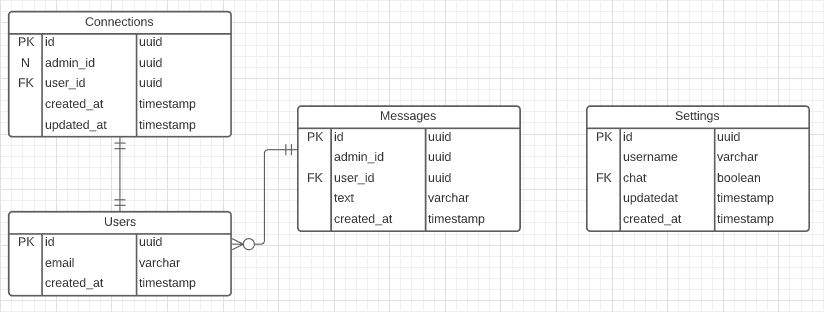 Connections
PK id uuid
N admin_id uuid
FK user_id uuid
created_at timestamp
updated_at timestamp
Messages
PK id uuid
admin_id uuid
FK user_id uuid
text varchar
created_at timestamp
Settings
PK id uuid
username varchar
FK chat boolean
updatedat timestamp
created_at timestamp
Users
PK id uuid
email varchar
created_at timestamp